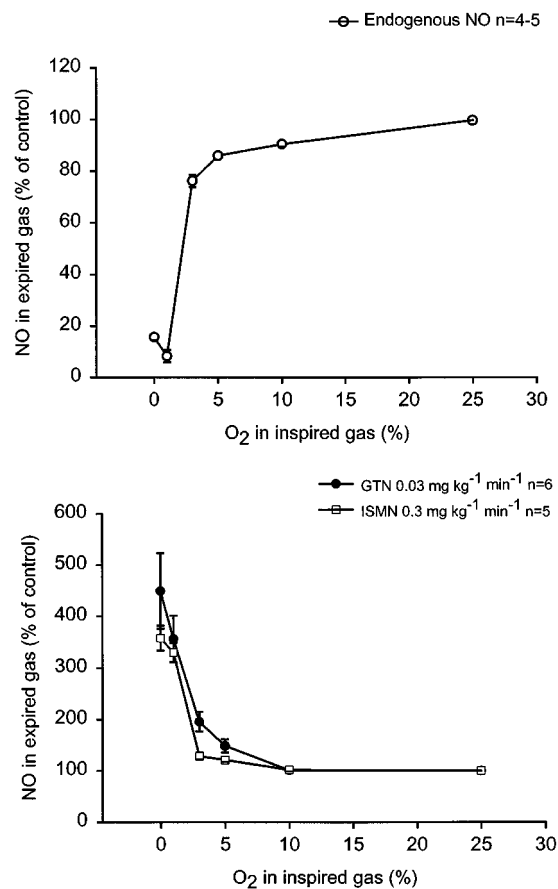 Endogenous NO n=4-5
120
100
80
60
40
20
0
NO in expired gas (% of control)
0 5 10 15 20 25 30
O2 in inspired gas (%)
GTN 0.03 mg kg-1 min-1 n=6
ISMN 0.3 mg kg-1 min-1 n=5
600
500
400
300
200
100
0
NO in expired gas (% of control)
0 5 10 15 20 25 30
O2 in inspired gas (%)